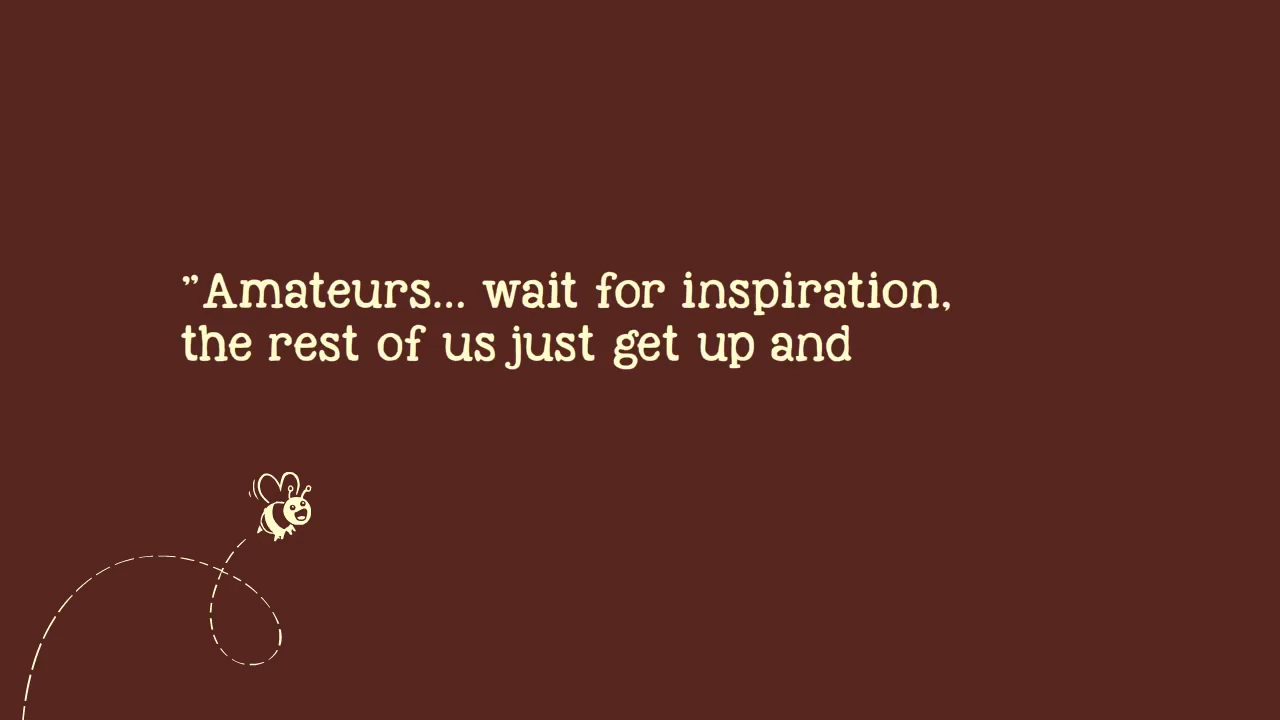 ”Amateurs... wait for inspiration,
the rest of us just get up and